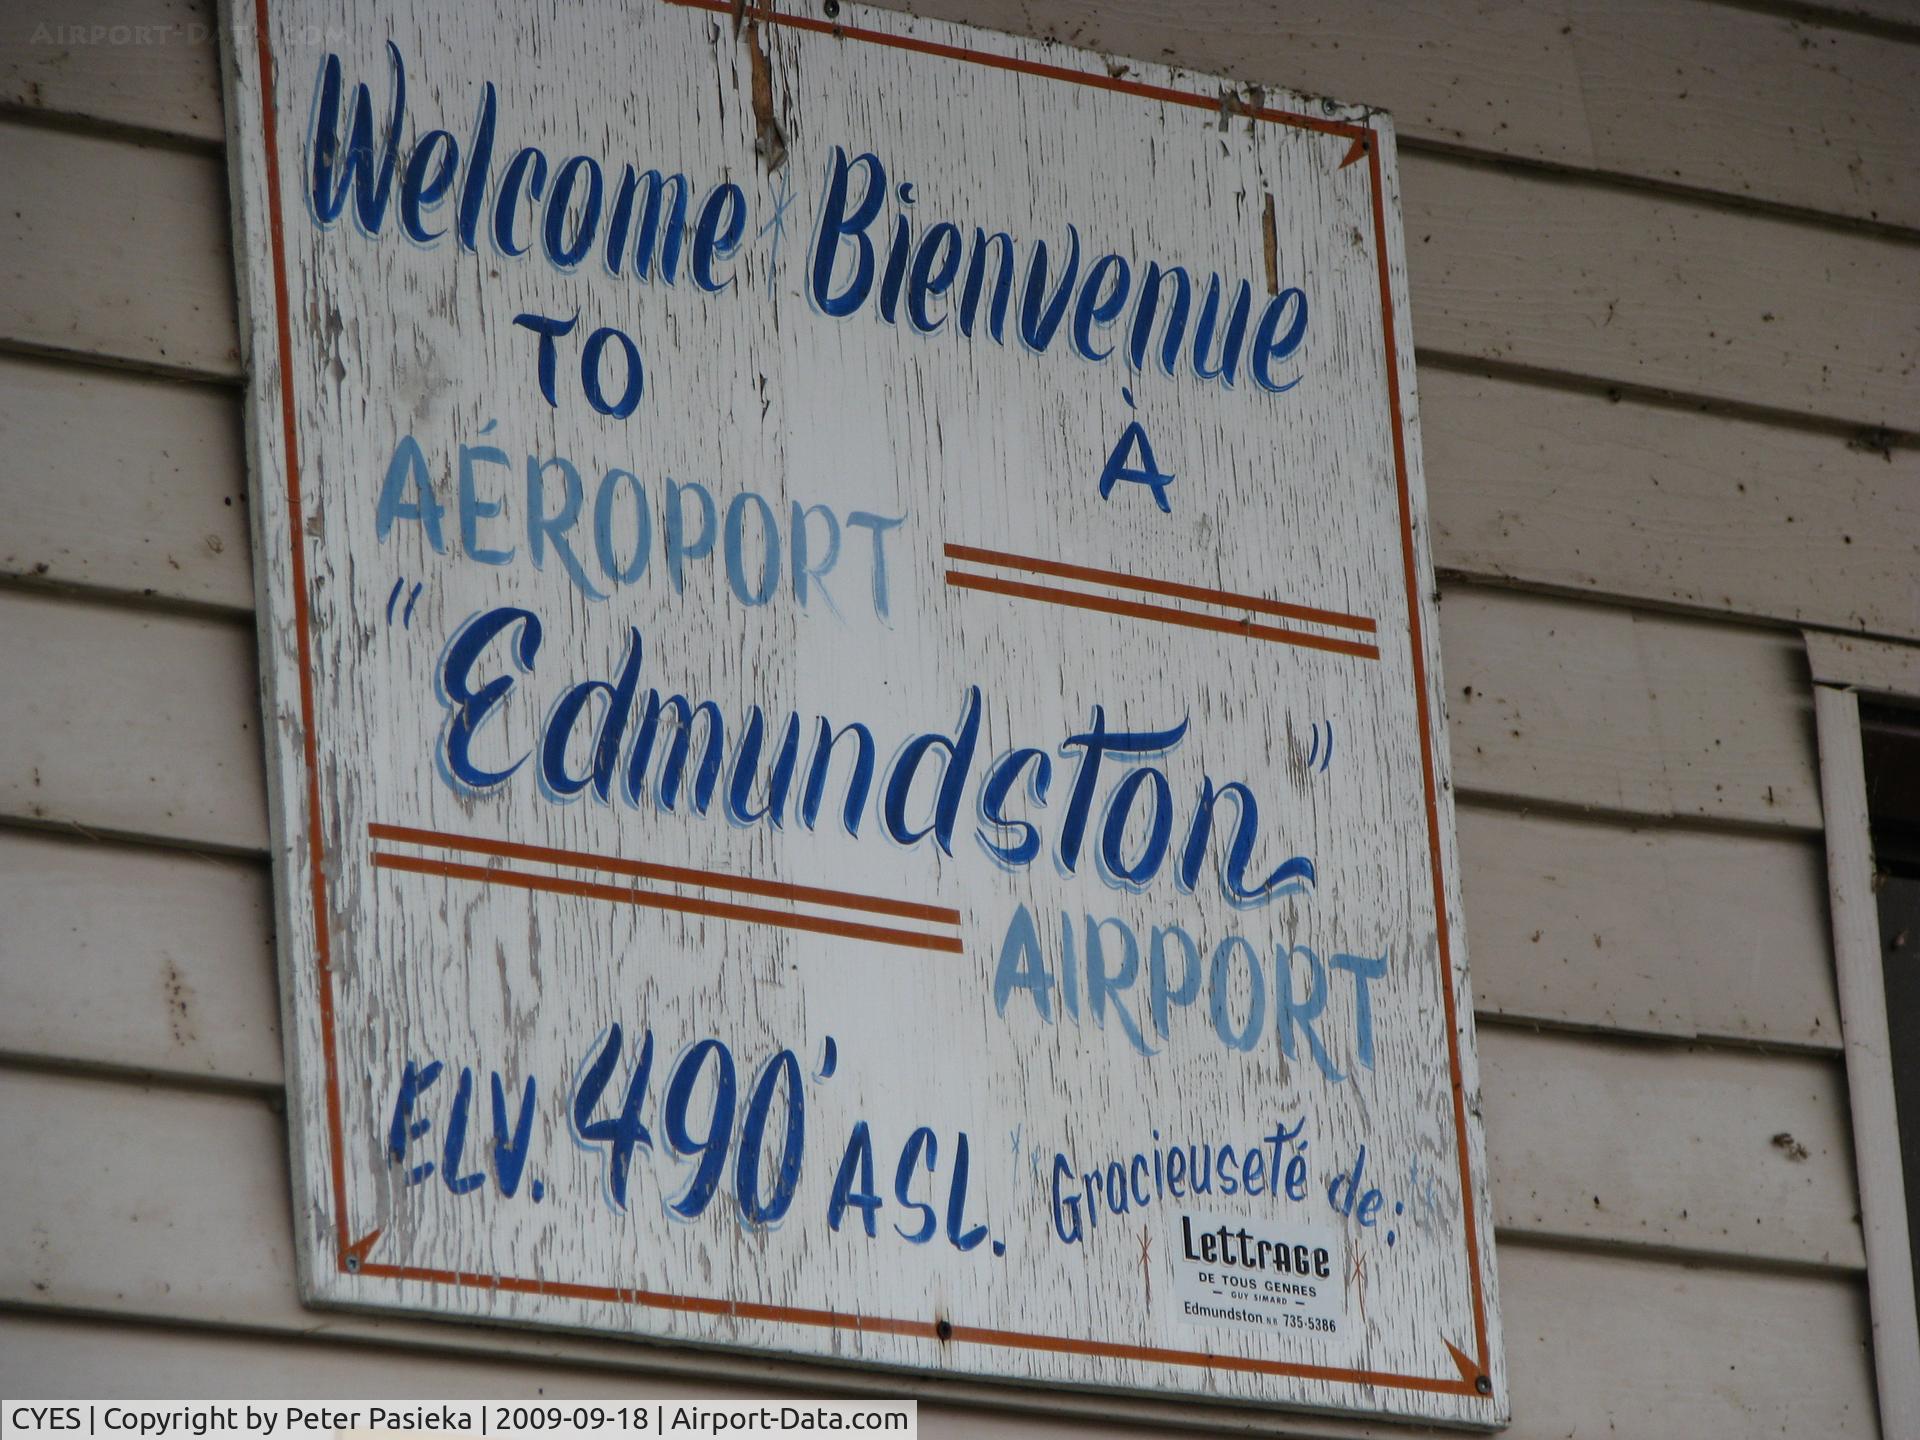 AIRPORT-DATA.COM
Welcome Bienvenue
TO À
AÉROPORT
"Edmundston"
AIRPORT
ELV. 490' ASL.
Gracieuseté de:
LettrAGE
DE TOUS GENRES
- GUY SIMARD -
Edmundston N.B. 735-5386
CYES | Copyright by Peter Pasieka | 2009-09-18 | Airport-Data.com